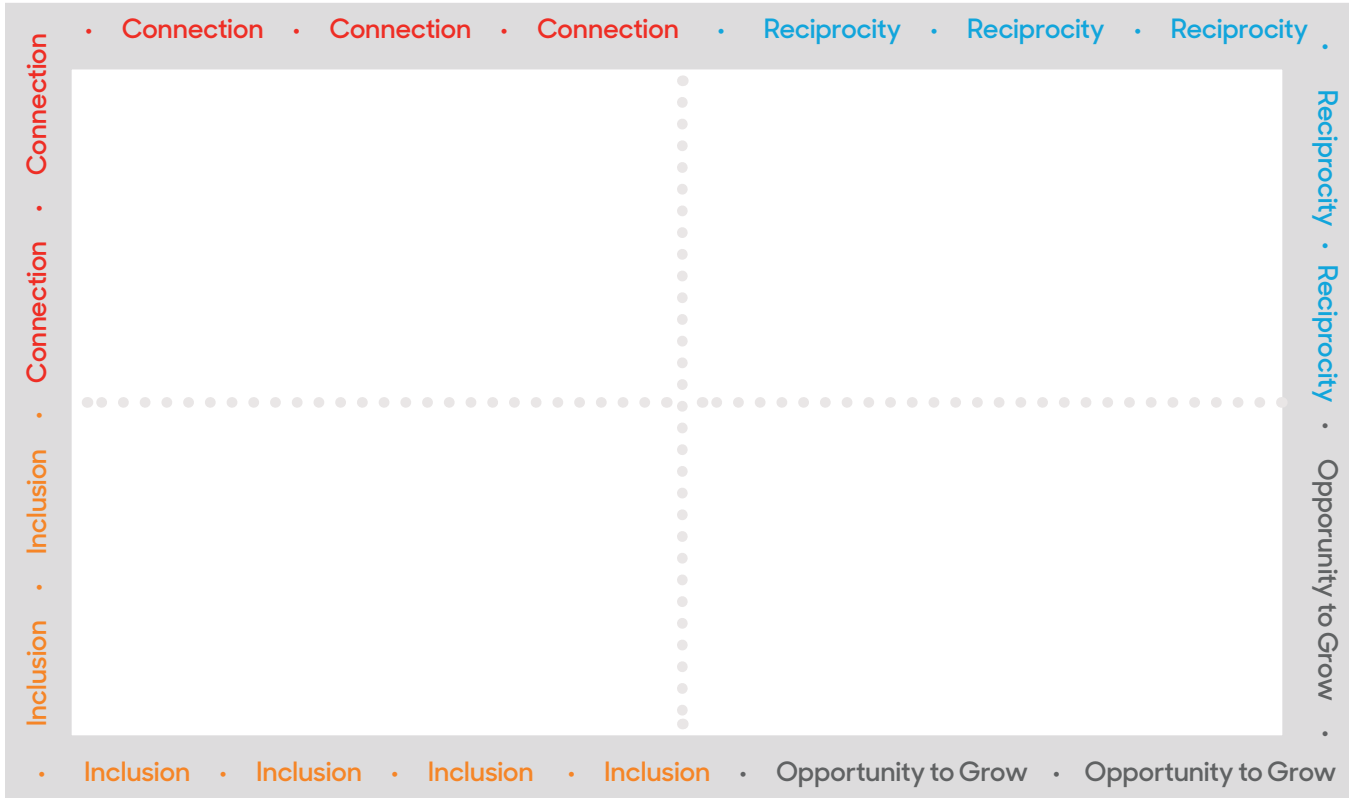 · Connection · Connection · Connection · Reciprocity · Reciprocity · Reciprocity ·
Reciprocity · Reciprocity · Opporunity to Grow ·
Inclusion · Inclusion · Connection · Connection
· Inclusion · Inclusion · Inclusion · Inclusion · Opportunity to Grow · Opportunity to Grow